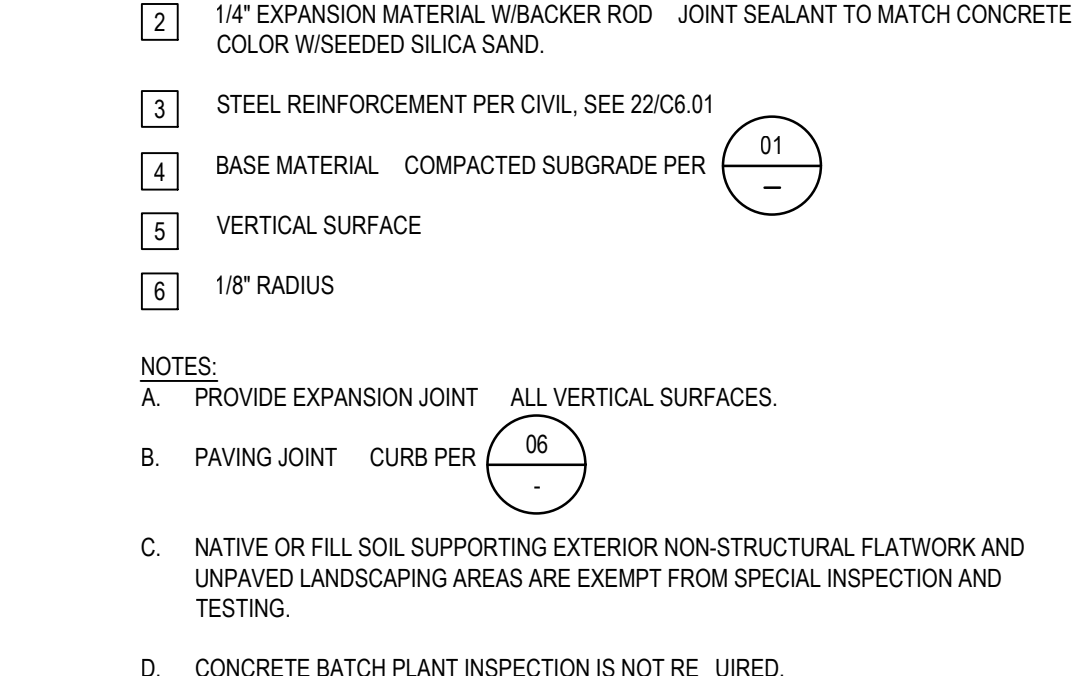 2 1/4" EXPANSION MATERIAL W/BACKER ROD JOINT SEALANT TO MATCH CONCRETE
COLOR W/SEEDED SILICA SAND.
3 STEEL REINFORCEMENT PER CIVIL, SEE 22/C6.01
4 BASE MATERIAL COMPACTED SUBGRADE PER 01
–
5 VERTICAL SURFACE
6 1/8" RADIUS
NOTES:
A. PROVIDE EXPANSION JOINT ALL VERTICAL SURFACES.
B. PAVING JOINT CURB PER 06
-
C. NATIVE OR FILL SOIL SUPPORTING EXTERIOR NON-STRUCTURAL FLATWORK AND
UNPAVED LANDSCAPING AREAS ARE EXEMPT FROM SPECIAL INSPECTION AND
TESTING.
D. CONCRETE BATCH PLANT INSPECTION IS NOT RE UIRED.